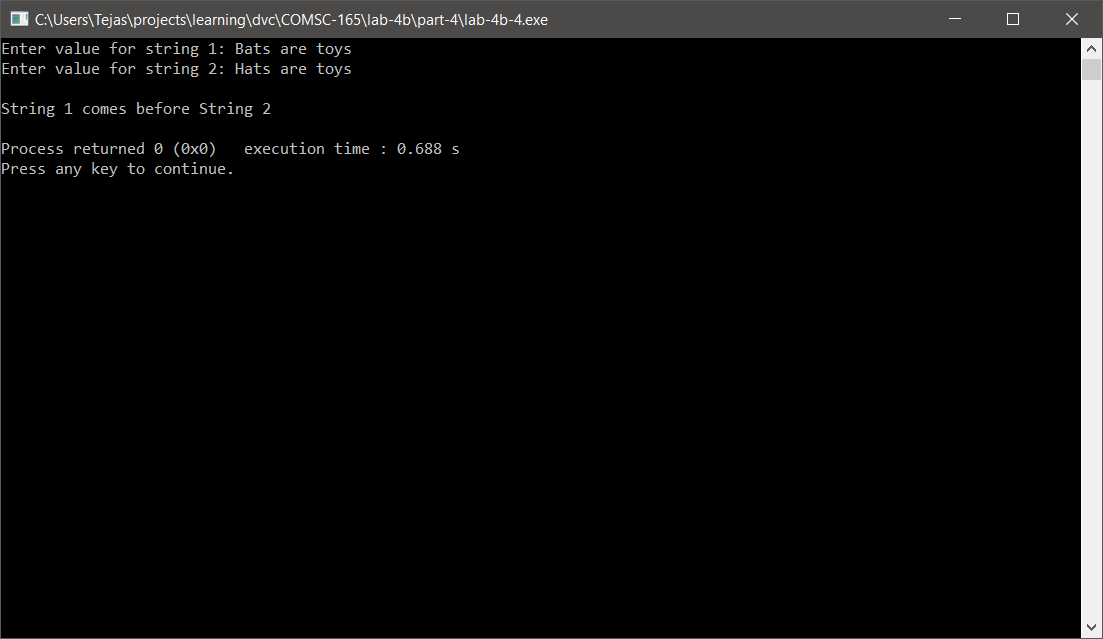 C:\Users\Tejas\projects\learning\dvc\COMSC-165\lab-4b\part-4\lab-4b-4.exe
Enter value for string 1: Bats are toys
Enter value for string 2: Hats are toys
String 1 comes before String 2
Process returned 0 (0x0)   execution time : 0.688 s
Press any key to continue.